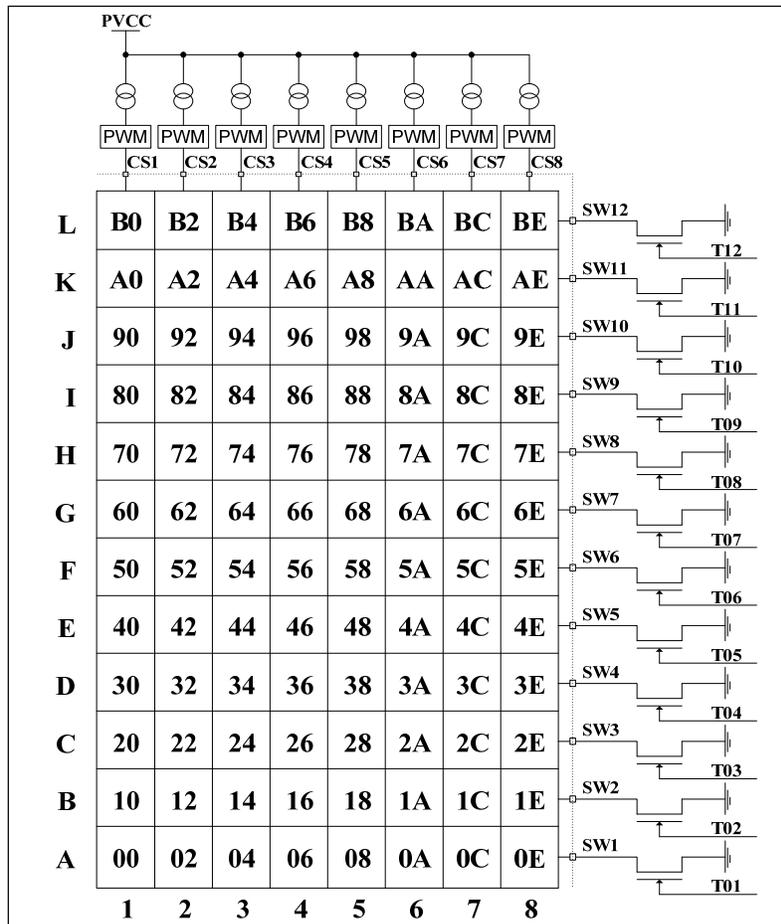 PVCC
PWM PWM PWM PWM PWM PWM PWM PWM
CS1 CS2 CS3 CS4 CS5 CS6 CS7 CS8
L B0 B2 B4 B6 B8 BA BC BE SW12
T12
K A0 A2 A4 A6 A8 AA AC AE SW11
T11
J 90 92 94 96 98 9A 9C 9E SW10
T10
I 80 82 84 86 88 8A 8C 8E SW9
T09
H 70 72 74 76 78 7A 7C 7E SW8
T08
G 60 62 64 66 68 6A 6C 6E SW7
T07
F 50 52 54 56 58 5A 5C 5E SW6
T06
E 40 42 44 46 48 4A 4C 4E SW5
T05
D 30 32 34 36 38 3A 3C 3E SW4
T04
C 20 22 24 26 28 2A 2C 2E SW3
T03
B 10 12 14 16 18 1A 1C 1E SW2
T02
A 00 02 04 06 08 0A 0C 0E SW1
T01
1 2 3 4 5 6 7 8